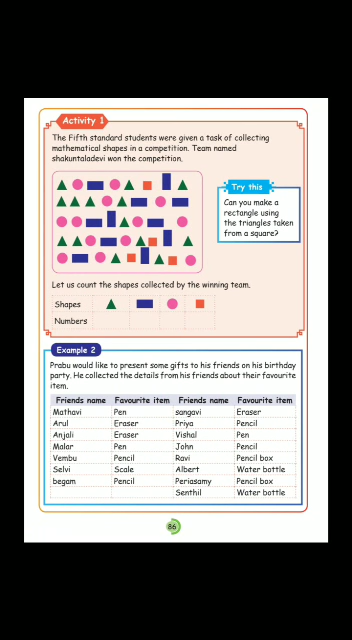 Activity 1
The Fifth standard students were given a task of collecting
mathematical shapes in a competition. Team named
shakuntaladevi won the competition.
Try this
Can you make a
rectangle using
the triangles taken
from a square?
Let us count the shapes collected by the winning team.
Shapes
Numbers
Example 2
Prabu would like to present some gifts to his friends on his birthday
party. He collected the details from his friends about their favourite
item.
Friends name Favourite item Friends name Favourite item
Mathavi Pen sangavi Eraser
Arul Eraser Priya Pencil
Anjali Eraser Vishal Pen
Malar Pen John Pencil
Vembu Pencil Ravi Pencil box
Selvi Scale Albert Water bottle
begam Pencil Periasamy Pencil box
Senthil Water bottle
86